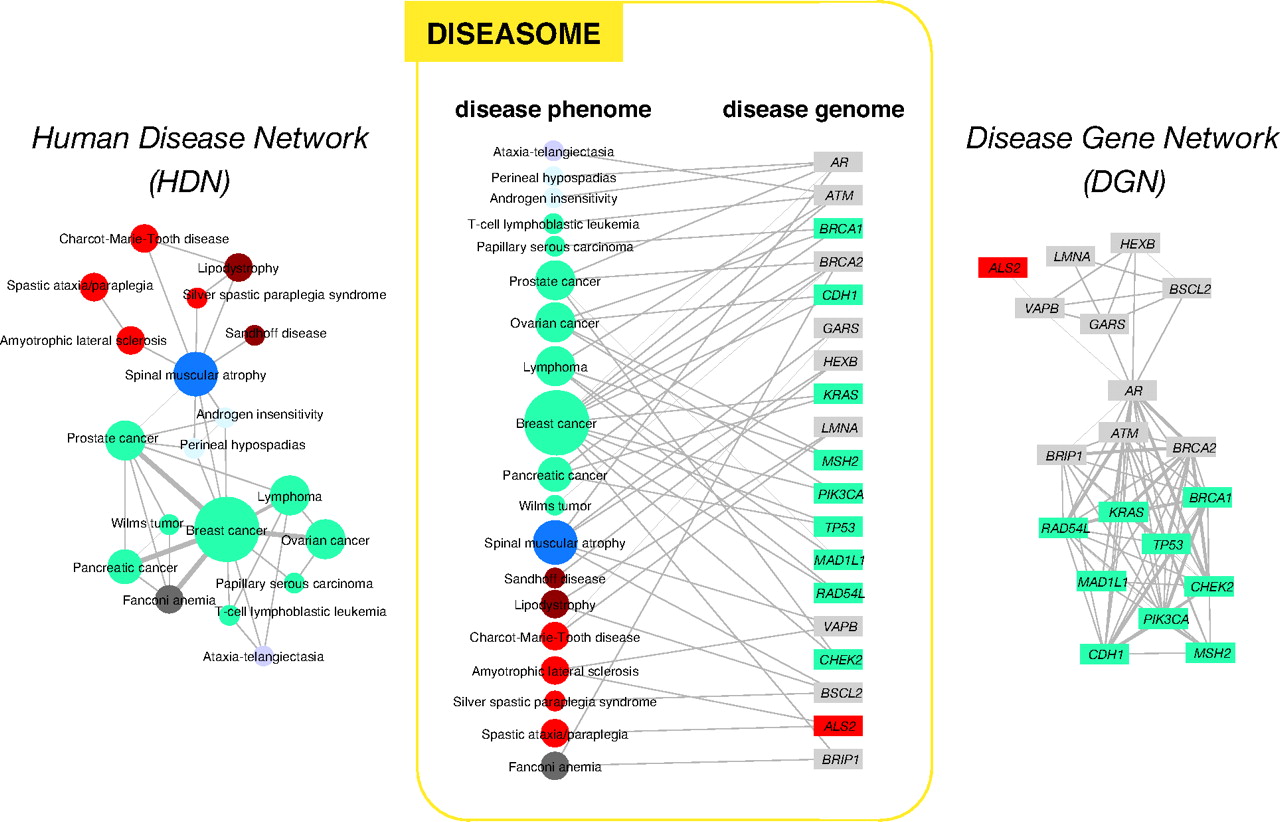 DISEASOME
Human Disease Network
(HDN)
Charcot-Marie-Tooth disease
Lipodystrophy
Spastic ataxia/paraplegia
Silver spastic paraplegia syndrome
Sandhoff disease
Amyotrophic lateral sclerosis
Spinal muscular atrophy
Androgen insensitivity
Prostate cancer
Perineal hypospadias
Lymphoma
Wilms tumor
Breast cancer
Ovarian cancer
Pancreatic cancer
Papillary serous carcinoma
Fanconi anemia
T-cell lymphoblastic leukemia
Ataxia-telangiectasia
disease phenome
Ataxia-telangiectasia
Perineal hypospadias
Androgen insensitivity
T-cell lymphoblastic leukemia
Papillary serous carcinoma
Prostate cancer
Ovarian cancer
Lymphoma
Breast cancer
Pancreatic cancer
Wilms tumor
Spinal muscular atrophy
Sandhoff disease
Lipodystrophy
Charcot-Marie-Tooth disease
Amyotrophic lateral sclerosis
Silver spastic paraplegia syndrome
Spastic ataxia/paraplegia
Fanconi anemia
disease genome
AR
ATM
BRCA1
BRCA2
CDH1
GARS
HEXB
KRAS
LMNA
MSH2
PIK3CA
TP53
MAD1L1
RAD54L
VAPB
CHEK2
BSCL2
ALS2
BRIP1
Disease Gene Network
(DGN)
HEXB
LMNA
ALS2
BSCL2
VAPB
GARS
AR
ATM
BRCA2
BRIP1
BRCA1
KRAS
RAD54L
TP53
MAD1L1
CHEK2
PIK3CA
CDH1
MSH2